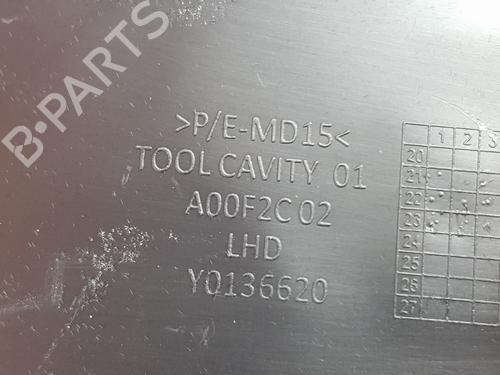 B-PARTS
>P/E-MD15<
TOOL CAVITY 01
A00F2C 02
LHD
Y0136620
1 2 3
20
21
22
23
24
25
26
27